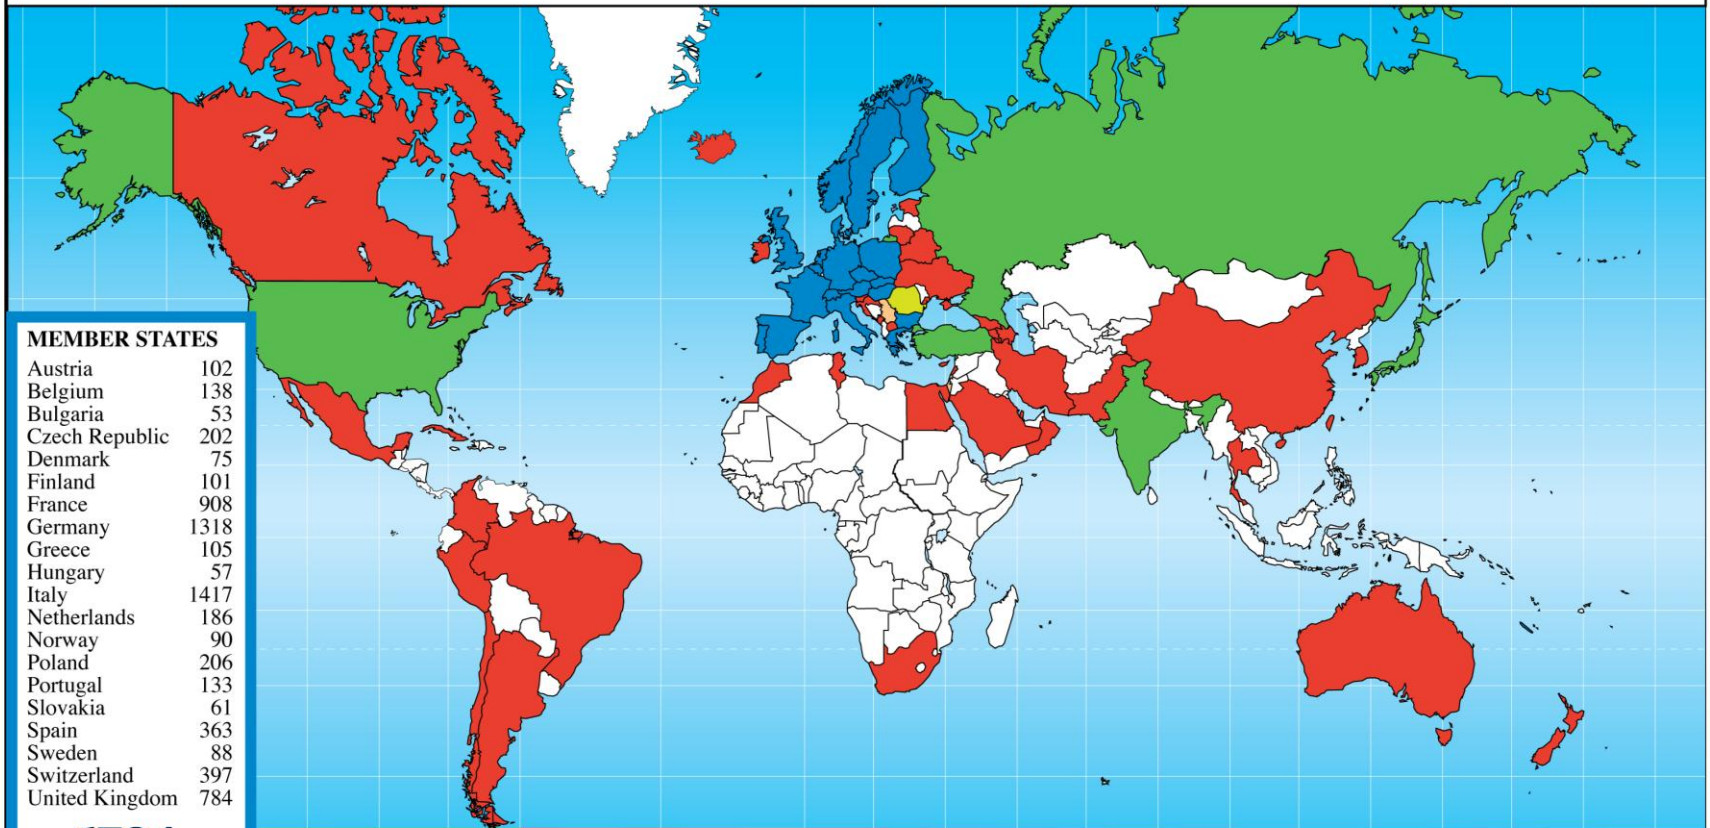 MEMBER STATES
Austria 102
Belgium 138
Bulgaria 53
Czech Republic 202
Denmark 75
Finland 101
France 908
Germany 1318
Greece 105
Hungary 57
Italy 1417
Netherlands 186
Norway 90
Poland 206
Portugal 133
Slovakia 61
Spain 363
Sweden 88
Switzerland 397
United Kingdom 784